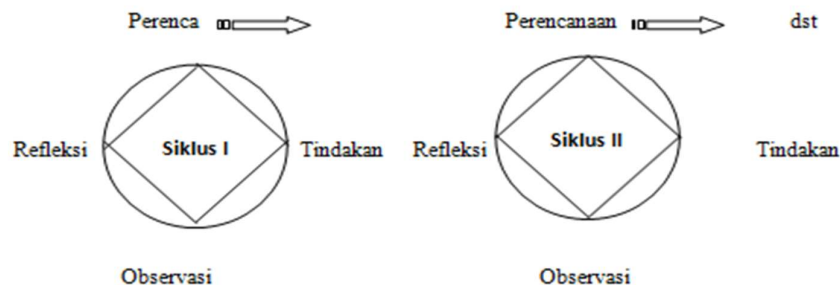 Perenca
Perencanaan
dst
Refleksi
Siklus I
Tindakan
Refleksi
Siklus II
Tindakan
Observasi
Observasi